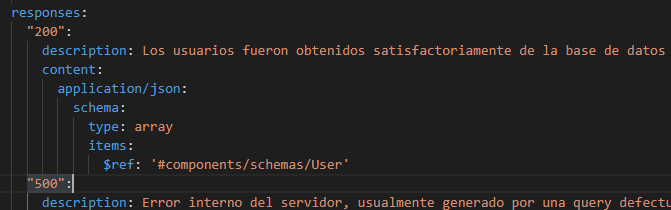 responses:
"200":
description: Los usuarios fueron obtenidos satisfactoriamente de la base de datos
content:
application/json:
schema:
type: array
items:
$ref: '#components/schemas/User'
"500":
description: Error interno del servidor, usualmente generado por una query